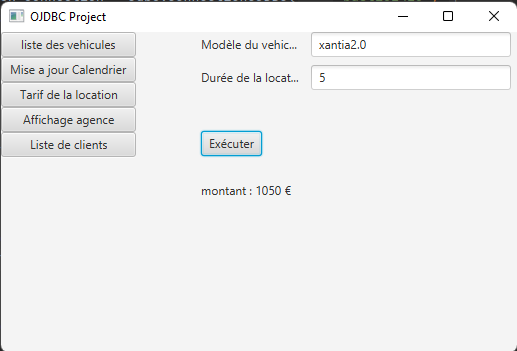 OJDBC Project
liste des vehicules
Mise a jour Calendrier
Tarif de la location
Affichage agence
Liste de clients
Modèle du vehic... xantia2.0
Durée de la locat... 5
Exécuter
montant : 1050 €